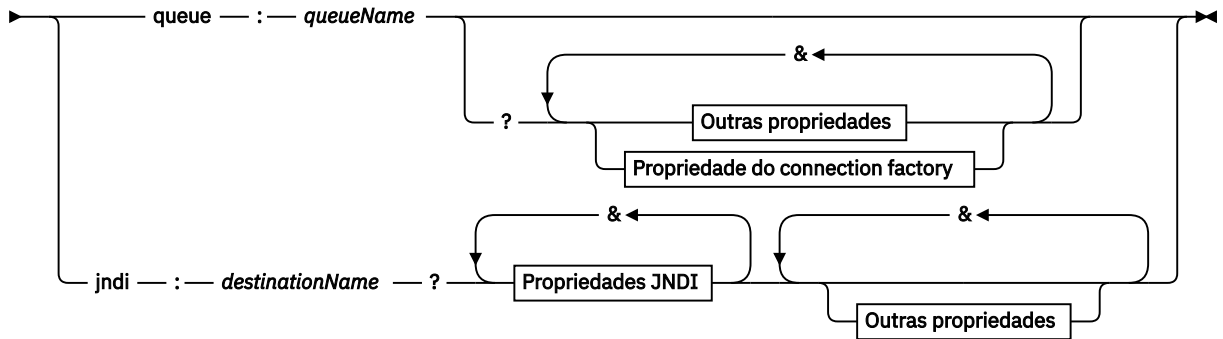 queue : queueName
&
? Outras propriedades
Propriedade do connection factory
& &
jndi : destinationName ? Propriedades JNDI
Outras propriedades